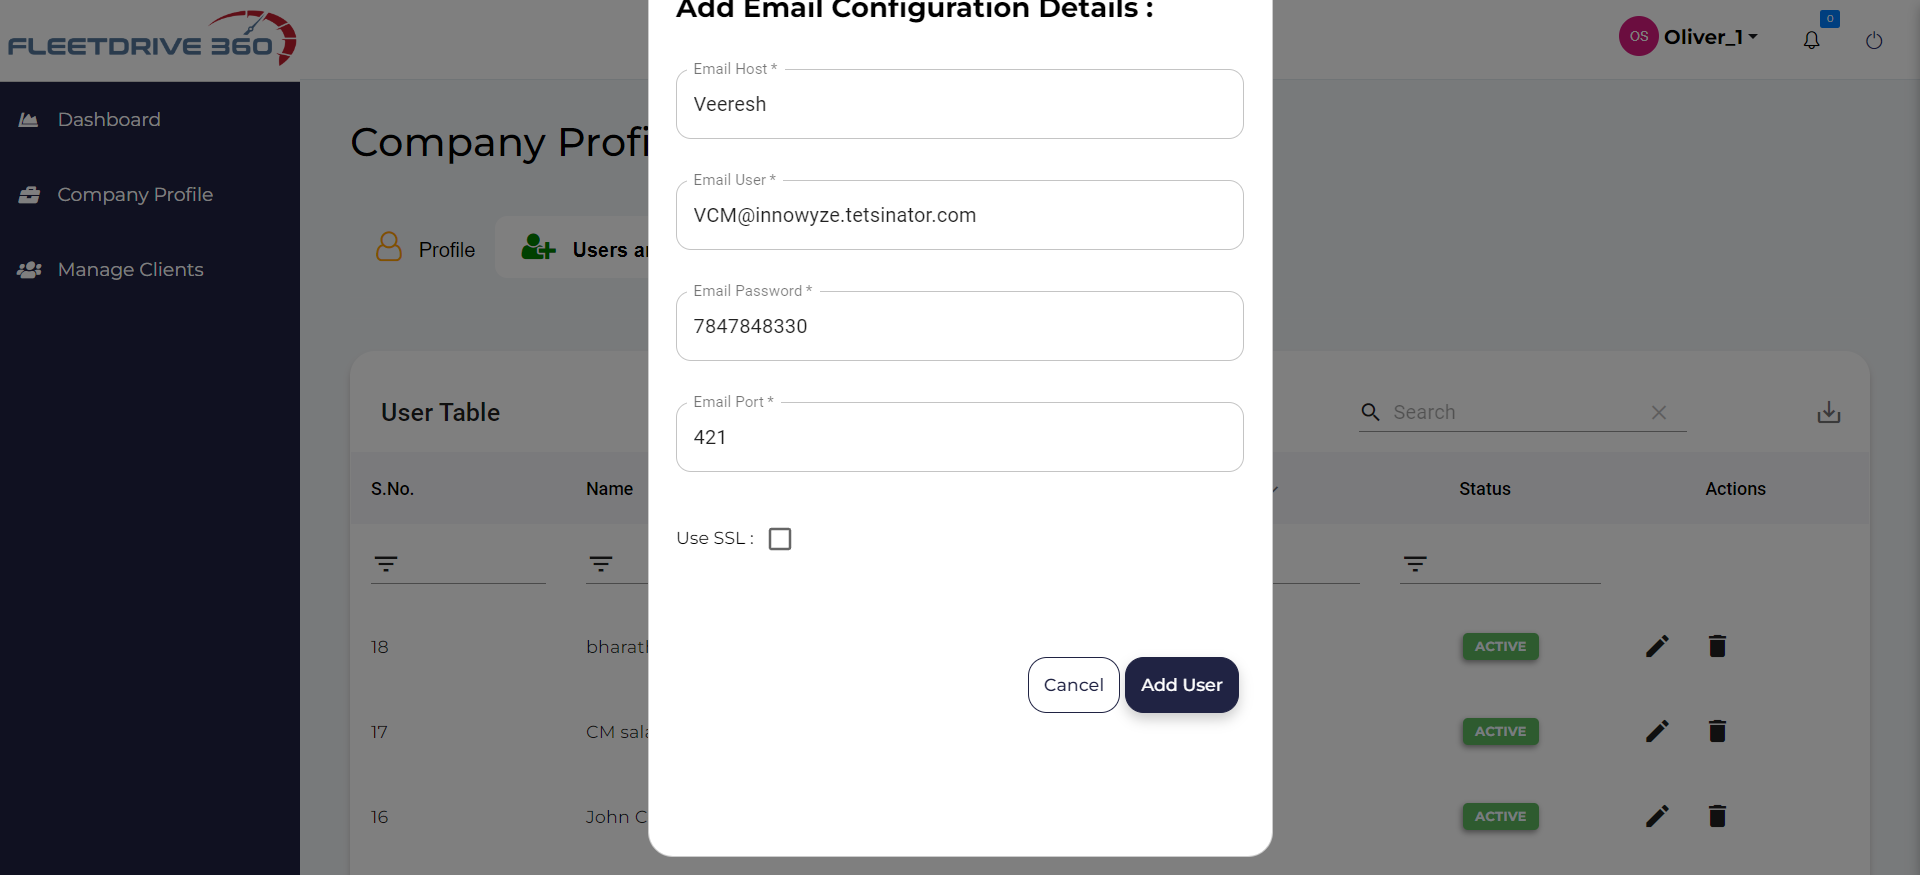 Add Email Configuration Details :
FLEETDRIVE 360
OS Oliver_1
0
Dashboard
Company Profile
Manage Clients
Company Profi
Profile
Users a
Email Host *
Veeresh
Email User *
VCM@innowyze.tetsinator.com
Email Password *
7847848330
Email Port *
421
Use SSL :
Cancel
Add User
User Table
Search
S.No.
Name
Status
Actions
18
bharat
ACTIVE
17
CM sal
ACTIVE
16
John C
ACTIVE